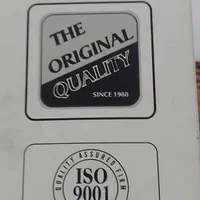 THE
ORIGINAL
QUALITY
SINCE 1988
QUALITY ASSURED FIRM
ISO
9001